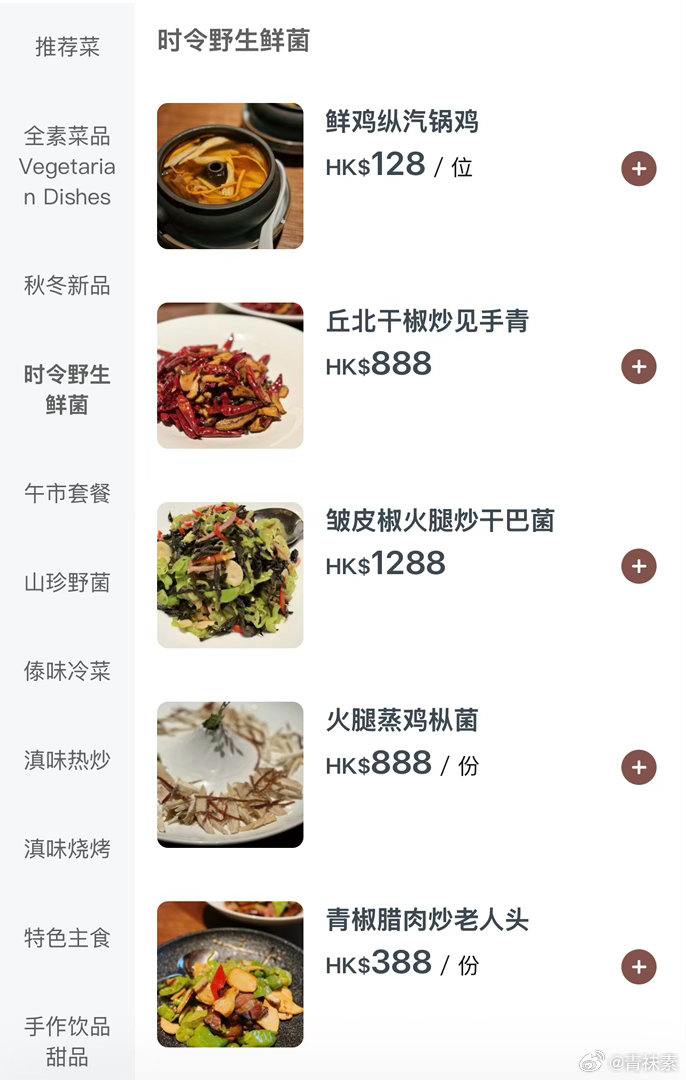 推荐菜
全素菜品
Vegetaria
n Dishes
秋冬新品
时令野生
鲜菌
午市套餐
山珍野菌
傣味冷菜
滇味热炒
滇味烧烤
特色主食
手作饮品
甜品
时令野生鲜菌
鲜鸡纵汽锅鸡
HK$128 / 位
丘北干椒炒见手青
HK$888
皱皮椒火腿炒干巴菌
HK$1288
火腿蒸鸡枞菌
HK$888 / 份
青椒腊肉炒老人头
HK$388 / 份
@青袜素